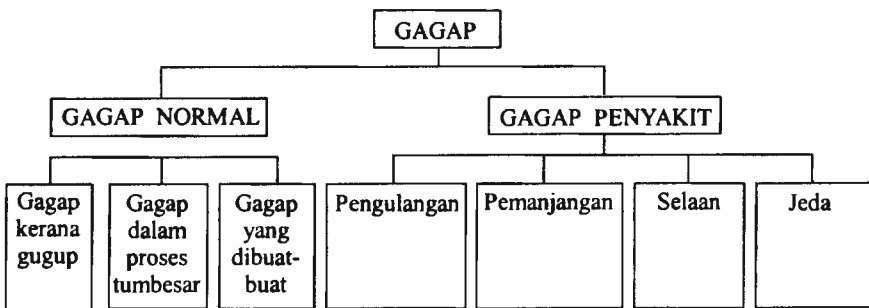 GAGAP
GAGAP NORMAL
GAGAP PENYAKIT
Gagap
kerana
gugup
Gagap
dalam
proses
tumbesar
Gagap
yang
dibuat-
buat
Pengulangan
Pemanjangan
Selaan
Jeda